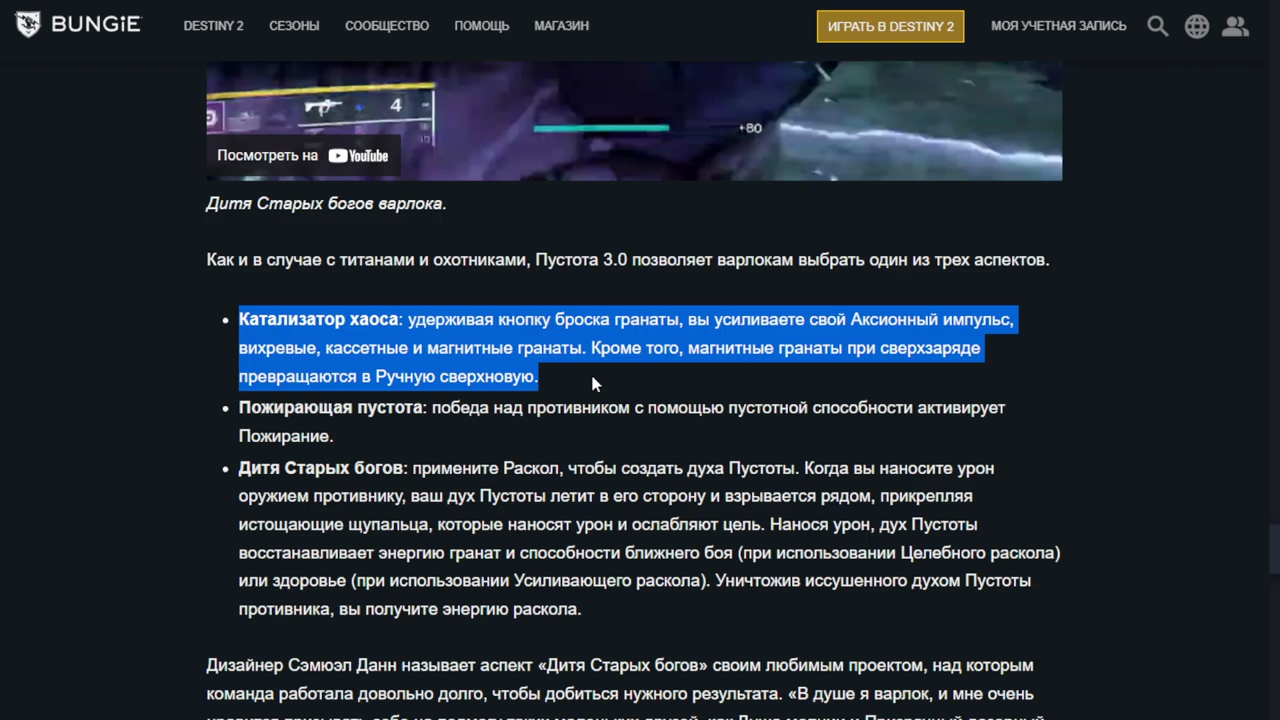 BUNGiE
DESTINY 2 СЕЗОНЫ СООБЩЕСТВО ПОМОЩЬ МАГАЗИН ИГРАТЬ В DESTINY 2 МОЯ УЧЕТНАЯ ЗАПИСЬ
4
+80
Посмотреть на YouTube
Дитя Старых богов варлока.
Как и в случае с титанами и охотниками, Пустота 3.0 позволяет варлокам выбрать один из трех аспектов.
Катализатор хаоса: удерживая кнопку броска гранаты, вы усиливаете свой Аксионный импульс,
вихревые, кассетные и магнитные гранаты. Кроме того, магнитные гранаты при сверхзаряде
превращаются в Ручную сверхновую.
Пожирающая пустота: победа над противником с помощью пустотной способности активирует
Пожирание.
Дитя Старых богов: примените Раскол, чтобы создать духа Пустоты. Когда вы наносите урон
оружием противнику, ваш дух Пустоты летит в его сторону и взрывается рядом, прикрепляя
истощающие щупальца, которые наносят урон и ослабляют цель. Нанося урон, дух Пустоты
восстанавливает энергию гранат и способности ближнего боя (при использовании Целебного раскола)
или здоровье (при использовании Усиливающего раскола). Уничтожив иссушенного духом Пустоты
противника, вы получите энергию раскола.
Дизайнер Сэмюэл Данн называет аспект «Дитя Старых богов» своим любимым проектом, над которым
команда работала довольно долго, чтобы добиться нужного результата. «В душе я варлок, и мне очень